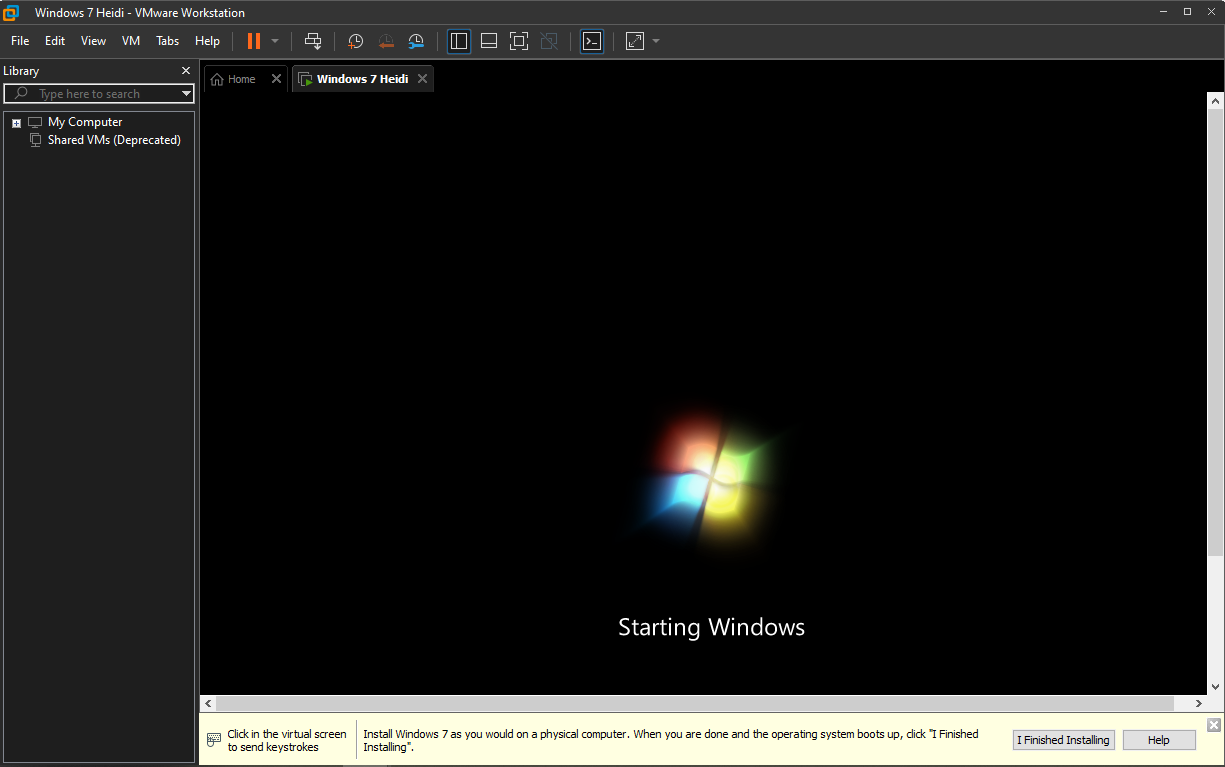 Windows 7 Heidi - VMware Workstation
File Edit View VM Tabs Help
Library
Home
Windows 7 Heidi
Type here to search
My Computer
Shared VMs (Deprecated)
Starting Windows
Click in the virtual screen
to send keystrokes
Install Windows 7 as you would on a physical computer. When you are done and the operating system boots up, click "I Finished
Installing".
I Finished Installing
Help